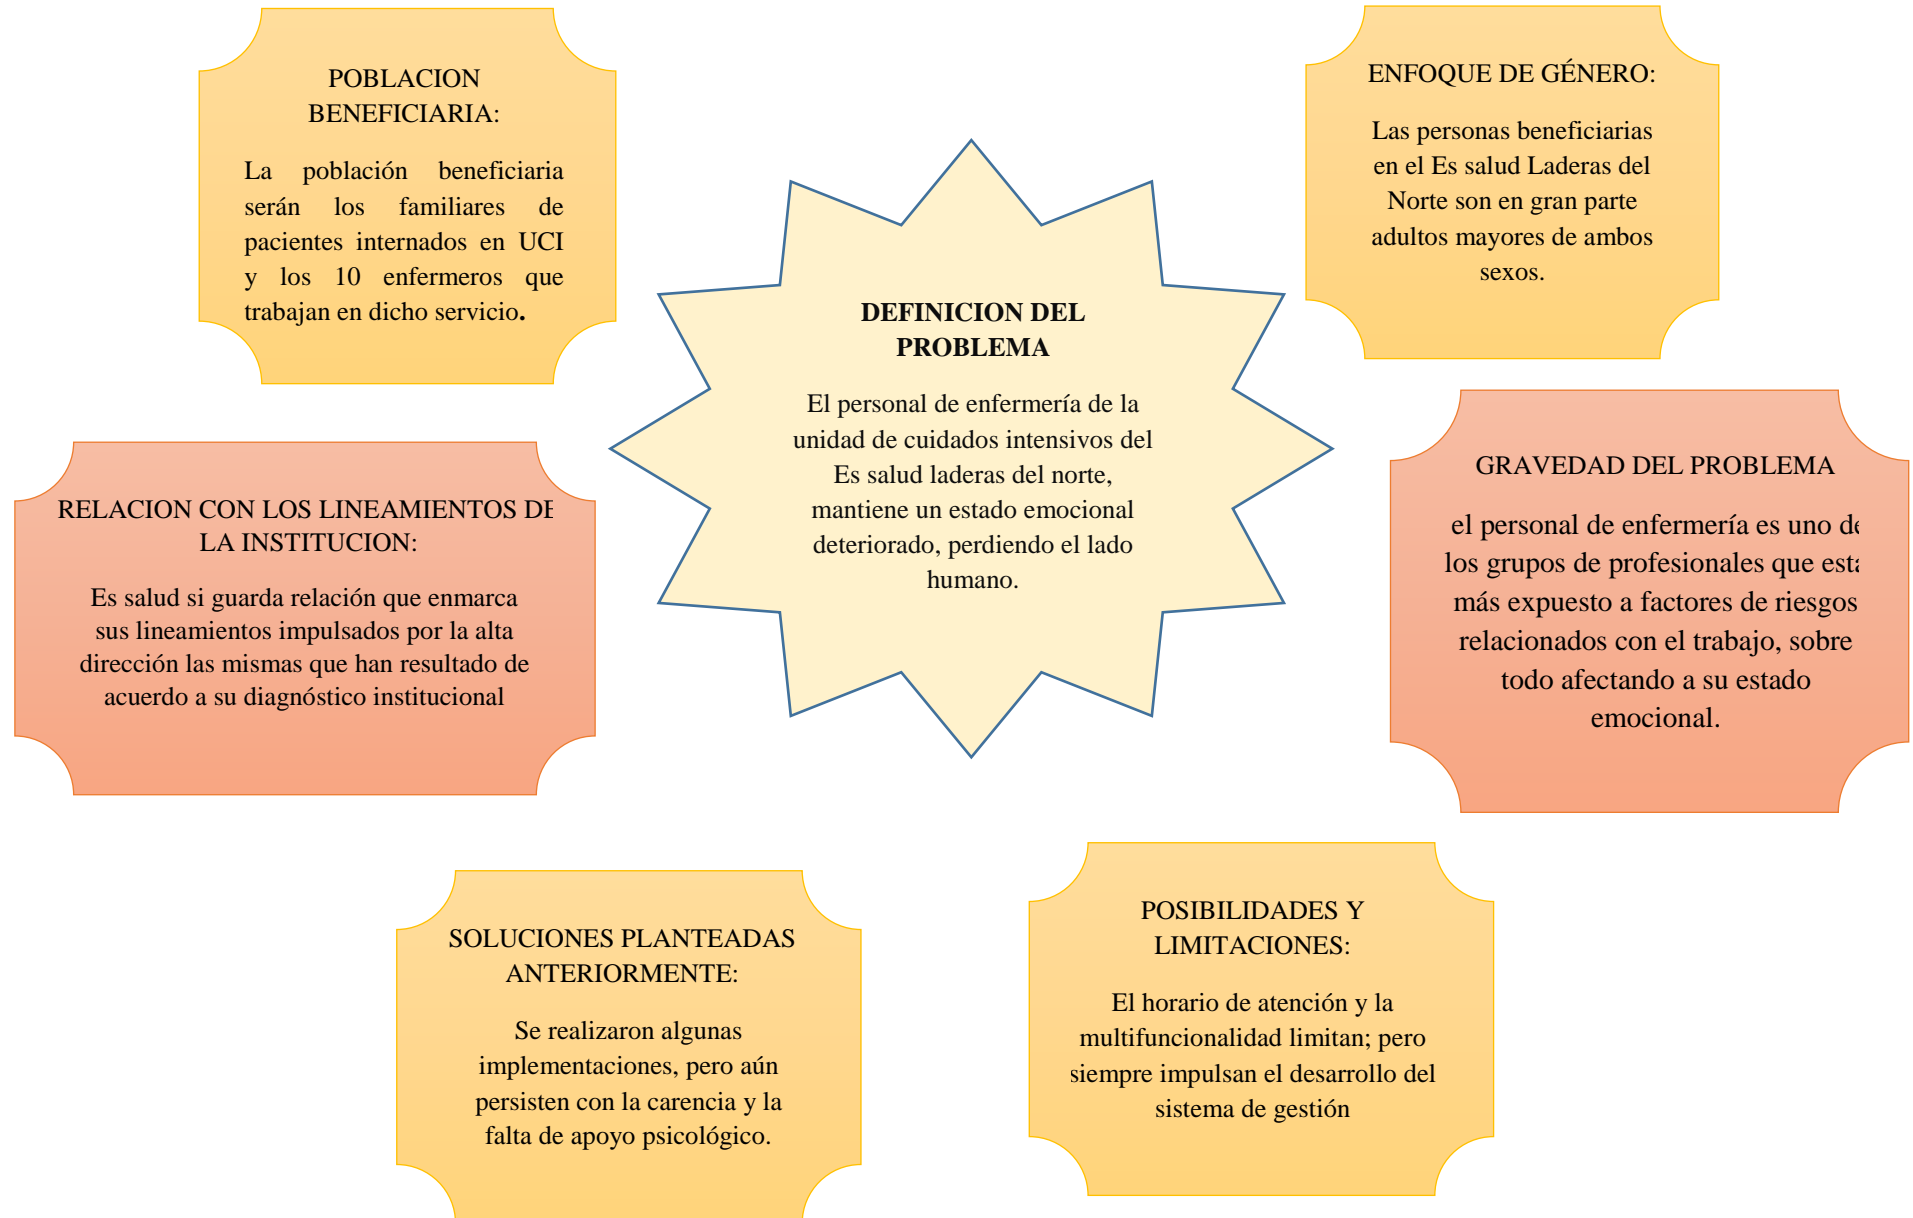 POBLACION
BENEFICIARIA:
La población beneficiaria
serán los familiares de
pacientes internados en UCI
y los 10 enfermeros que
trabajan en dicho servicio.
ENFOQUE DE GÉNERO:
Las personas beneficiarias
en el Es salud Laderas del
Norte son en gran parte
adultos mayores de ambos
sexos.
DEFINICION DEL
PROBLEMA
El personal de enfermería de la
unidad de cuidados intensivos del
Es salud laderas del norte,
mantiene un estado emocional
deteriorado, perdiendo el lado
humano.
RELACION CON LOS LINEAMIENTOS DE
LA INSTITUCION:
Es salud si guarda relación que enmarca
sus lineamientos impulsados por la alta
dirección las mismas que han resultado de
acuerdo a su diagnóstico institucional
GRAVEDAD DEL PROBLEMA
el personal de enfermería es uno de
los grupos de profesionales que está
más expuesto a factores de riesgos
relacionados con el trabajo, sobre
todo afectando a su estado
emocional.
SOLUCIONES PLANTEADAS
ANTERIORMENTE:
Se realizaron algunas
implementaciones, pero aún
persisten con la carencia y la
falta de apoyo psicológico.
POSIBILIDADES Y
LIMITACIONES:
El horario de atención y la
multifuncionalidad limitan; pero
siempre impulsan el desarrollo del
sistema de gestión